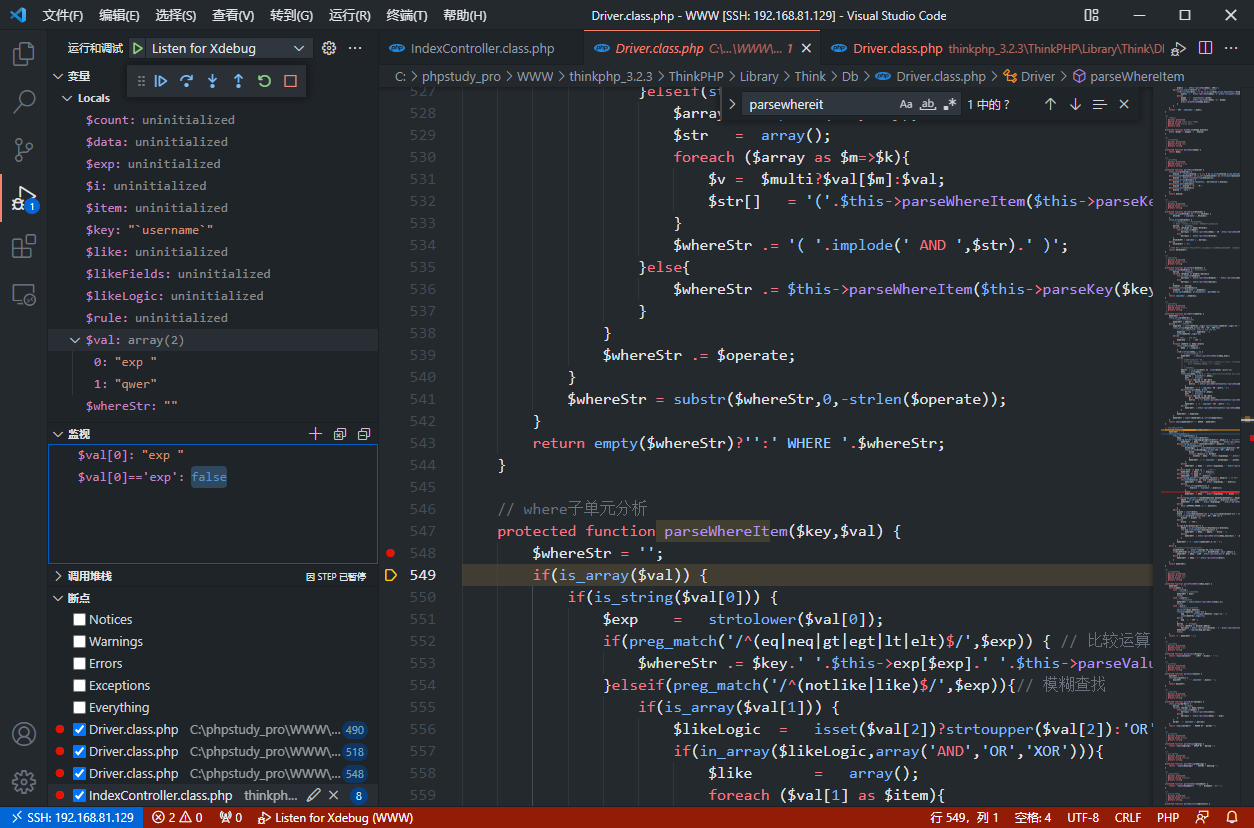 文件(F) 编辑(E) 选择(S) 查看(V) 转到(G) 运行(R) 终端(T) 帮助(H) Driver.class.php - WWW [SSH: 192.168.81.129] - Visual Studio Code
运行和调试 Listen for Xdebug
IndexController.class.php Driver.class.php C:\...\WWW\... 1 Driver.class.php thinkphp_3.2.3\ThinkPHP\Library\Think\D
C: > phpstudy_pro > WWW > thinkphp_3.2.3 > ThinkPHP > Library > Think > Db > Driver.class.php > Driver > parseWhereItem
parsewhereit Aa ab 1 中的 ?
变量
Locals
$count: uninitialized
$data: uninitialized
$exp: uninitialized
$i: uninitialized
$item: uninitialized
$key: "`username`"
$like: uninitialized
$likeFields: uninitialized
$likeLogic: uninitialized
$rule: uninitialized
$val: array(2)
0: "exp "
1: "qwer"
$whereStr: ""
监视
$val[0]: "exp "
$val[0]=='exp': false
调用堆栈 因 STEP 已暂停
断点
Notices
Warnings
Errors
Exceptions
Everything
Driver.class.php C:\phpstudy_pro\WWW\... 490
Driver.class.php C:\phpstudy_pro\WWW\... 518
Driver.class.php C:\phpstudy_pro\WWW\... 548
IndexController.class.php thinkph... 8
1
527 }elseif(s
528 $array
529 $str = array();
530 foreach ($array as $m=>$k){
531 $v = $multi?$val[$m]:$val;
532 $str[] = '('.$this->parseWhereItem($this->parseKe
533 }
534 $whereStr .= '( '.implode(' AND ',$str).' )';
535 }else{
536 $whereStr .= $this->parseWhereItem($this->parseKey($key
537 }
538 }
539 $whereStr .= $operate;
540 }
541 $whereStr = substr($whereStr,0,-strlen($operate));
542 }
543 return empty($whereStr)?'':' WHERE '.$whereStr;
544 }
545
546 // where子单元分析
547 protected function parseWhereItem($key,$val) {
548 $whereStr = '';
549 if(is_array($val)) {
550 if(is_string($val[0])) {
551 $exp = strtolower($val[0]);
552 if(preg_match('/^(eq|neq|gt|egt|lt|elt)$/',$exp)) { // 比较运算
553 $whereStr .= $key.' '.$this->exp[$exp].' '.$this->parseValu
554 }elseif(preg_match('/^(notlike|like)$/',$exp)){// 模糊查找
555 if(is_array($val[1])) {
556 $likeLogic = isset($val[2])?strtoupper($val[2]):'OR'
557 if(in_array($likeLogic,array('AND','OR','XOR'))){
558 $like = array();
559 foreach ($val[1] as $item){
SSH: 192.168.81.129 2 0 0 Listen for Xdebug (WWW) 行 549，列 1 空格: 4 UTF-8 CRLF PHP